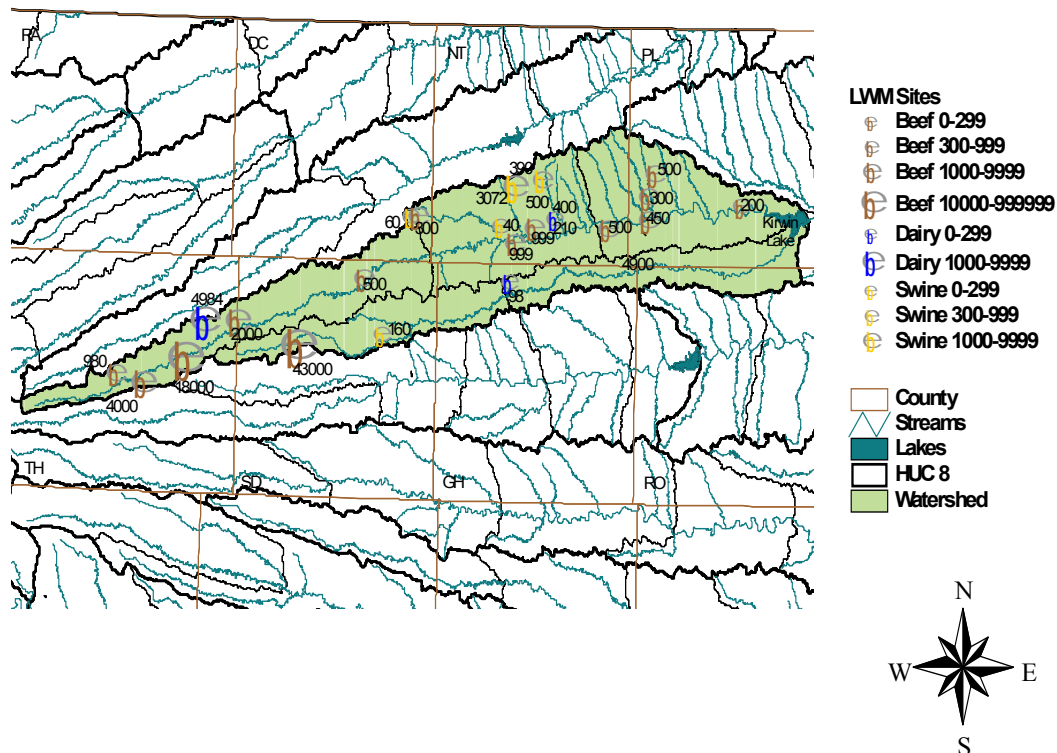 RA
DC
NT
PL
399
3072
500
500
300
400
200
60
300
40
210
999
500
450
Kirwin
Lake
999
4900
500
98
4984
2000
160
980
18000
43000
4000
TH
SD
GH
RO
LWM Sites
Beef 0-299
Beef 300-999
Beef 1000-9999
Beef 10000-999999
Dairy 0-299
Dairy 1000-9999
Swine 0-299
Swine 300-999
Swine 1000-9999
County
Streams
Lakes
HUC 8
Watershed
N
W
E
S